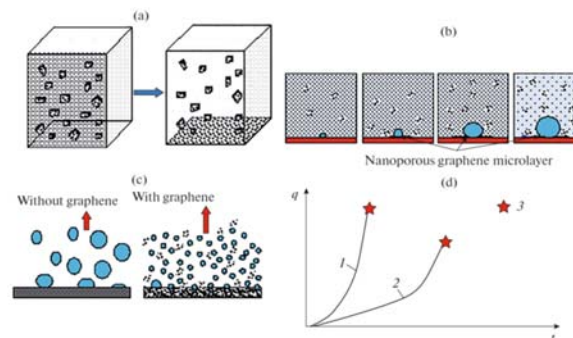 (a)
(b)
Nanoporous graphene microlayer
(c)
Without graphene
With graphene
(d)
q
3
1
2